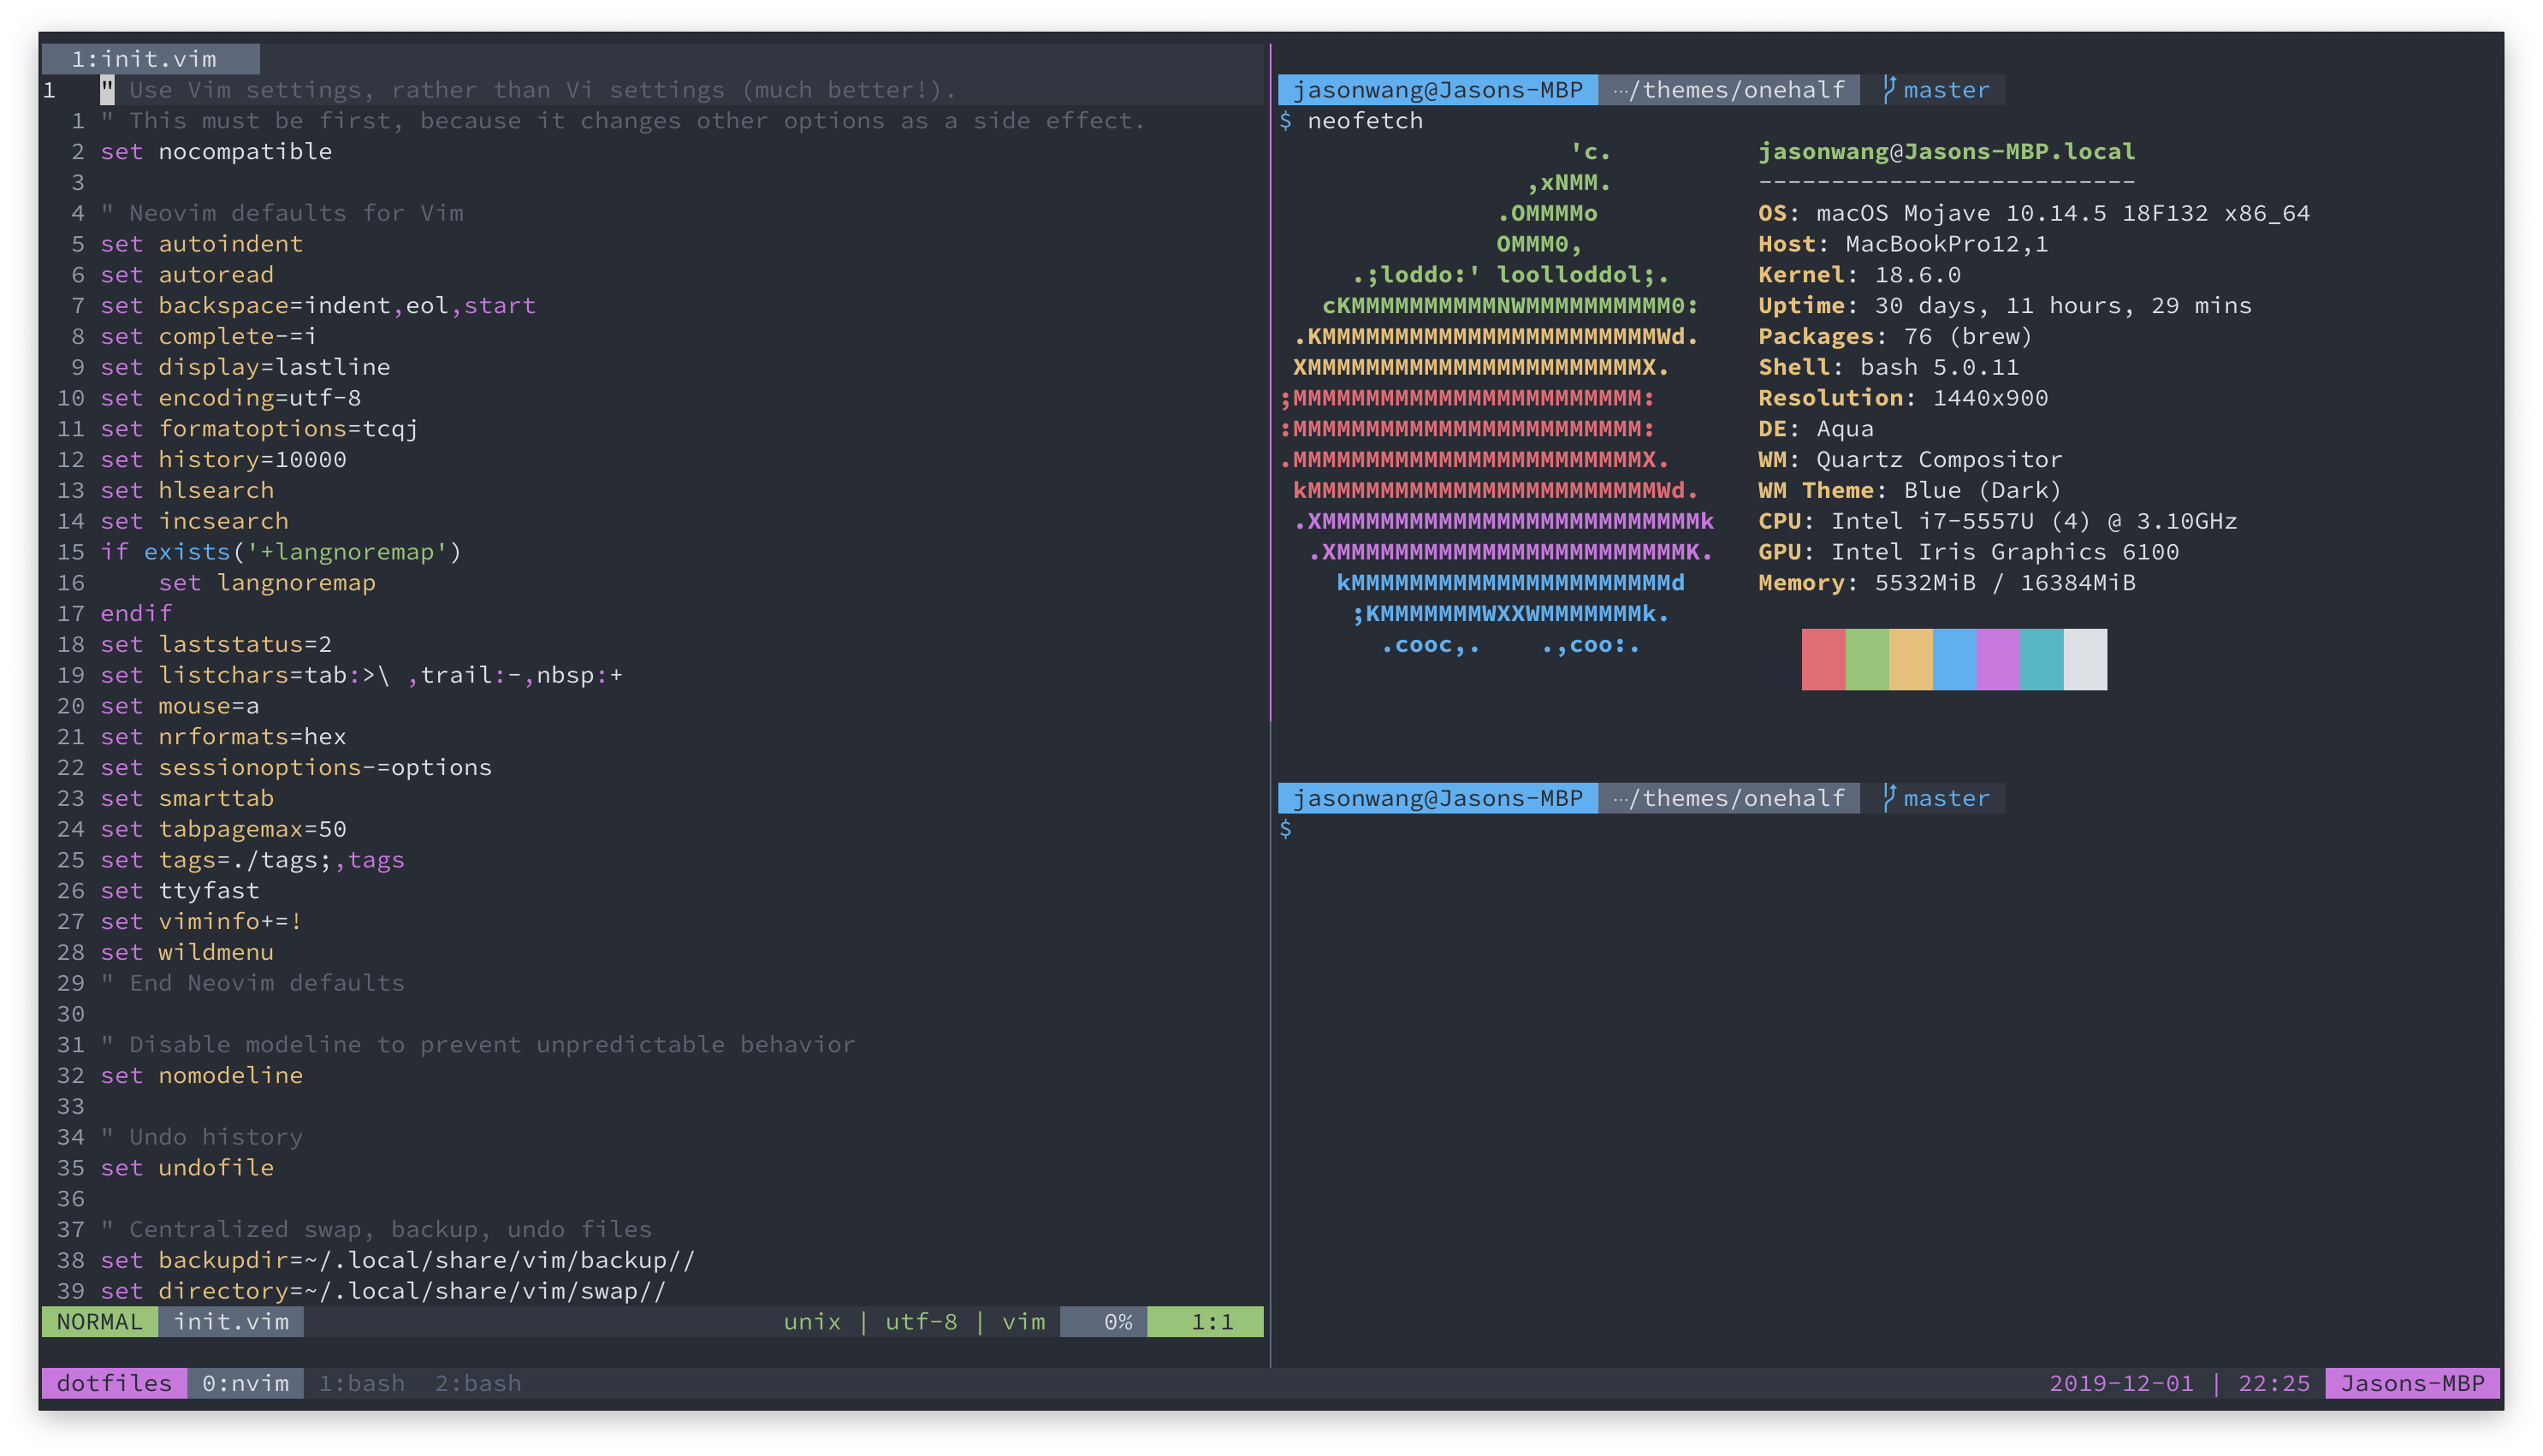 1:init.vim
1 " Use Vim settings, rather than Vi settings (much better!).
1 " This must be first, because it changes other options as a side effect.
2 set nocompatible
3
4 " Neovim defaults for Vim
5 set autoindent
6 set autoread
7 set backspace=indent,eol,start
8 set complete-=i
9 set display=lastline
10 set encoding=utf-8
11 set formatoptions=tcqj
12 set history=10000
13 set hlsearch
14 set incsearch
15 if exists('+langnoremap')
16     set langnoremap
17 endif
18 set laststatus=2
19 set listchars=tab:>\ ,trail:-,nbsp:+
20 set mouse=a
21 set nrformats=hex
22 set sessionoptions-=options
23 set smarttab
24 set tabpagemax=50
25 set tags=./tags;,tags
26 set ttyfast
27 set viminfo+=!
28 set wildmenu
29 " End Neovim defaults
30
31 " Disable modeline to prevent unpredictable behavior
32 set nomodeline
33
34 " Undo history
35 set undofile
36
37 " Centralized swap, backup, undo files
38 set backupdir=~/.local/share/vim/backup//
39 set directory=~/.local/share/vim/swap//
NORMAL init.vim unix | utf-8 | vim 0% 1:1
jasonwang@Jasons-MBP …/themes/onehalf master
$ neofetch
                    'c.
                 ,xNMM.
               .OMMMMo
               OMMM0,
     .;loddo:' loolloddol;.
   cKMMMMMMMMMMNWMMMMMMMMMM0:
 .KMMMMMMMMMMMMMMMMMMMMMMMWd.
 XMMMMMMMMMMMMMMMMMMMMMMMX.
;MMMMMMMMMMMMMMMMMMMMMMMM:
:MMMMMMMMMMMMMMMMMMMMMMMM:
.MMMMMMMMMMMMMMMMMMMMMMMMX.
 kMMMMMMMMMMMMMMMMMMMMMMMMWd.
 .XMMMMMMMMMMMMMMMMMMMMMMMMMMk
  .XMMMMMMMMMMMMMMMMMMMMMMMMK.
    kMMMMMMMMMMMMMMMMMMMMMMd
     ;KMMMMMMMWXXWMMMMMMMk.
       .cooc,.    .,coo:.
jasonwang@Jasons-MBP.local
--------------------------
OS: macOS Mojave 10.14.5 18F132 x86_64
Host: MacBookPro12,1
Kernel: 18.6.0
Uptime: 30 days, 11 hours, 29 mins
Packages: 76 (brew)
Shell: bash 5.0.11
Resolution: 1440x900
DE: Aqua
WM: Quartz Compositor
WM Theme: Blue (Dark)
CPU: Intel i7-5557U (4) @ 3.10GHz
GPU: Intel Iris Graphics 6100
Memory: 5532MiB / 16384MiB
jasonwang@Jasons-MBP …/themes/onehalf master
$
dotfiles 0:nvim 1:bash 2:bash 2019-12-01 | 22:25 Jasons-MBP